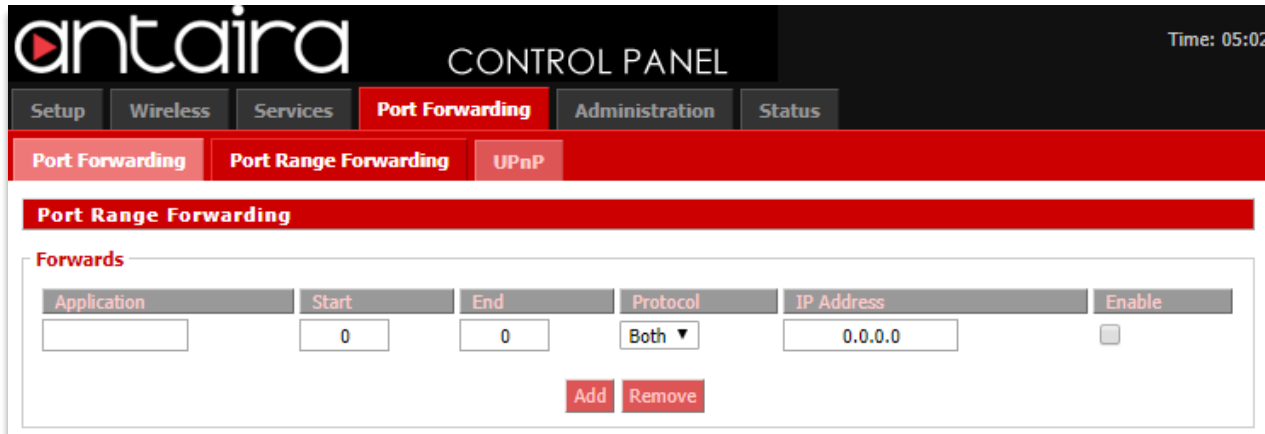 antaira CONTROL PANEL Time: 05:02
Setup Wireless Services Port Forwarding Administration Status
Port Forwarding Port Range Forwarding UPnP
Port Range Forwarding
Forwards
Application Start End Protocol IP Address Enable
0 0 Both 0.0.0.0
Add Remove